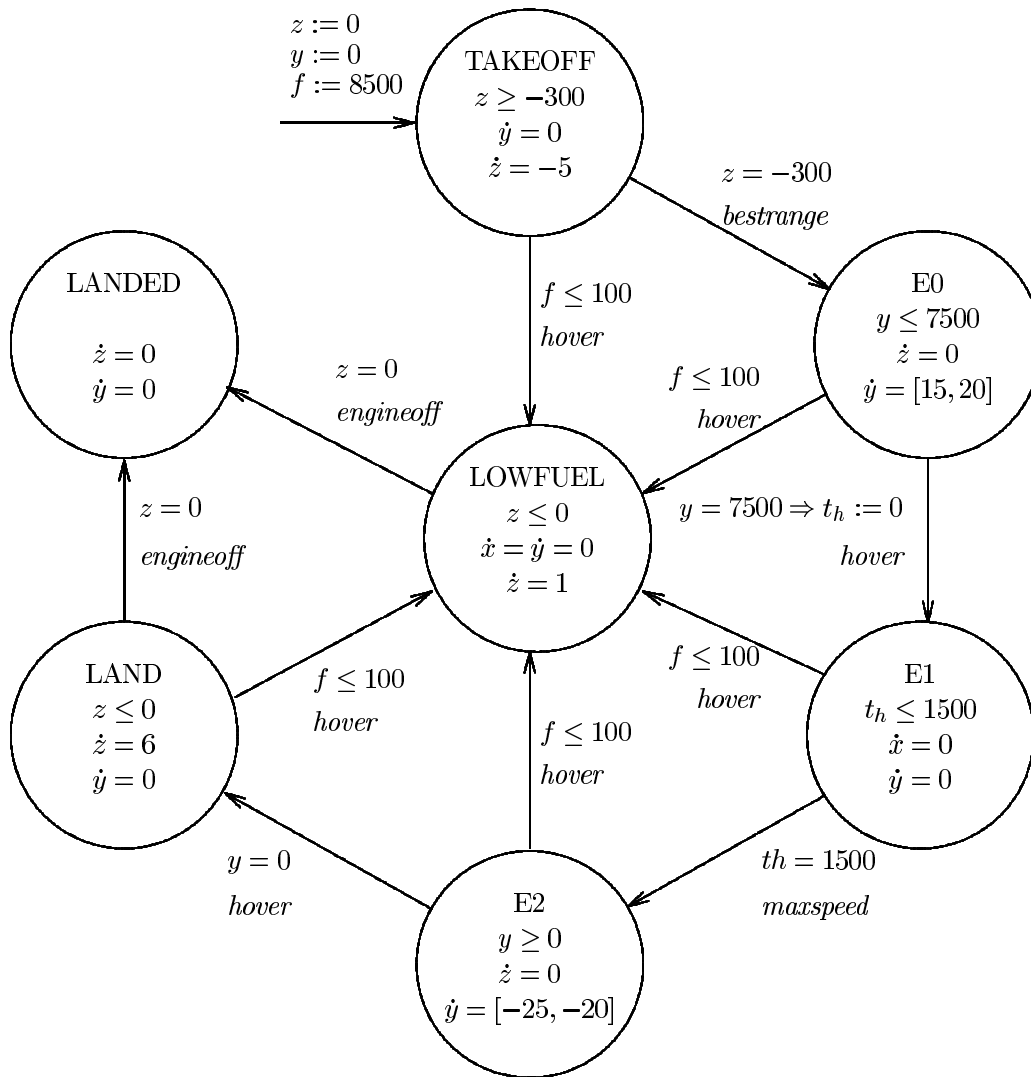 z := 0
y := 0
f := 8500
TAKEOFF
z ≥ −300
ẏ = 0
ż = −5
z = −300
bestrange
LANDED
ż = 0
ẏ = 0
f ≤ 100
hover
E0
y ≤ 7500
ż = 0
ẏ = [15, 20]
z = 0
engineoff
f ≤ 100
hover
LOWFUEL
z ≤ 0
ẋ = ẏ = 0
ż = 1
y = 7500 ⇒ t_h := 0
hover
z = 0
engineoff
LAND
z ≤ 0
ż = 6
ẏ = 0
f ≤ 100
hover
f ≤ 100
hover
f ≤ 100
hover
E1
t_h ≤ 1500
ẋ = 0
ẏ = 0
y = 0
hover
th = 1500
maxspeed
E2
y ≥ 0
ż = 0
ẏ = [−25, −20]